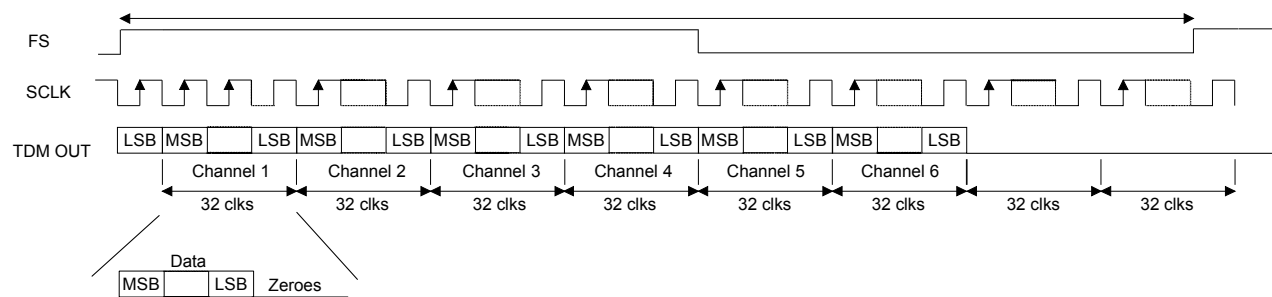 FS
SCLK
TDM OUT
LSB MSB LSB MSB LSB MSB LSB MSB LSB MSB LSB MSB LSB
Channel 1 Channel 2 Channel 3 Channel 4 Channel 5 Channel 6
32 clks 32 clks 32 clks 32 clks 32 clks 32 clks 32 clks 32 clks
Data
MSB LSB Zeroes